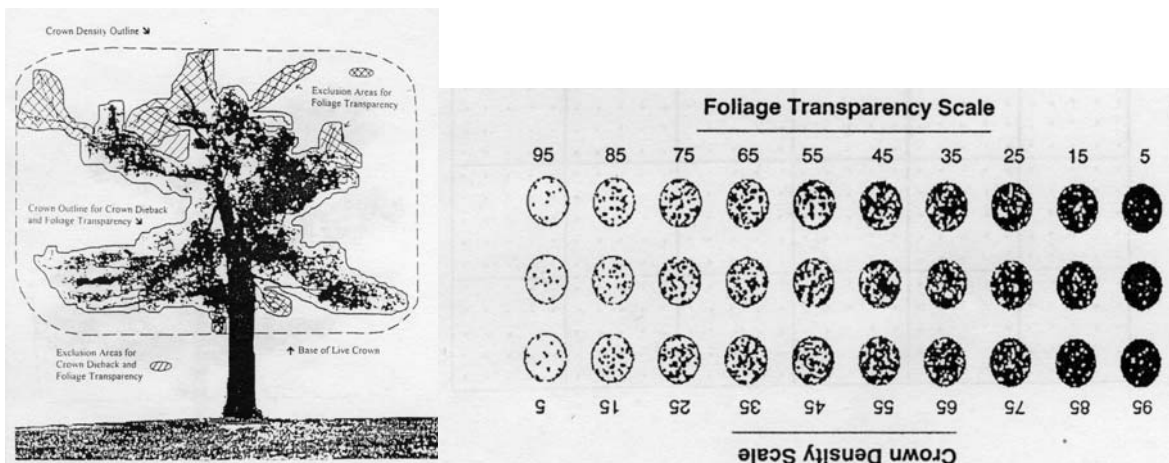 Crown Density Outline
Exclusion Areas for
Foliage Transparency
Crown Outline for Crown Dieback
and Foliage Transparency
Exclusion Areas for
Crown Dieback and
Foliage Transparency
Base of Live Crown
Foliage Transparency Scale
95 85 75 65 55 45 35 25 15 5
5 15 25 35 45 55 65 75 85 95
Crown Density Scale